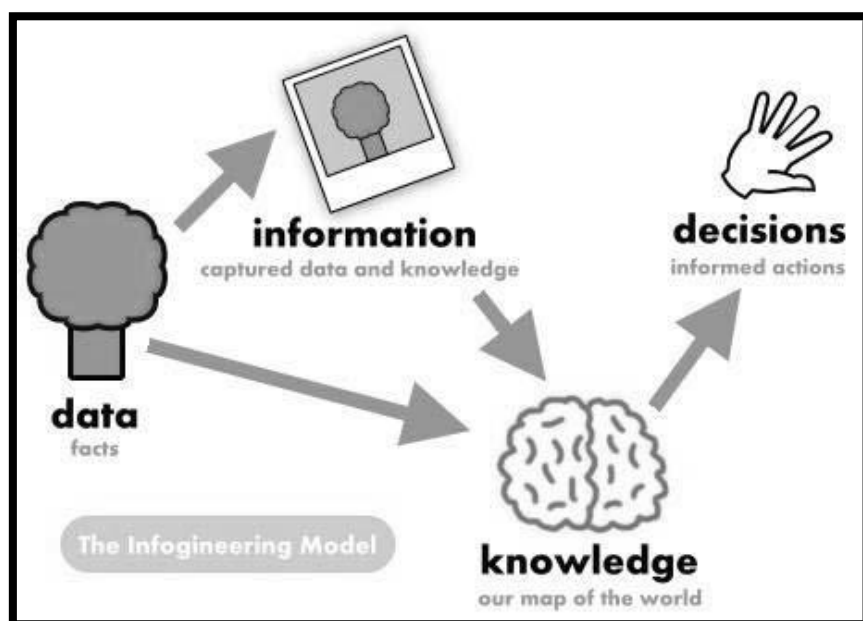 information
captured data and knowledge
decisions
informed actions
data
facts
The Infogineering Model
knowledge
our map of the world